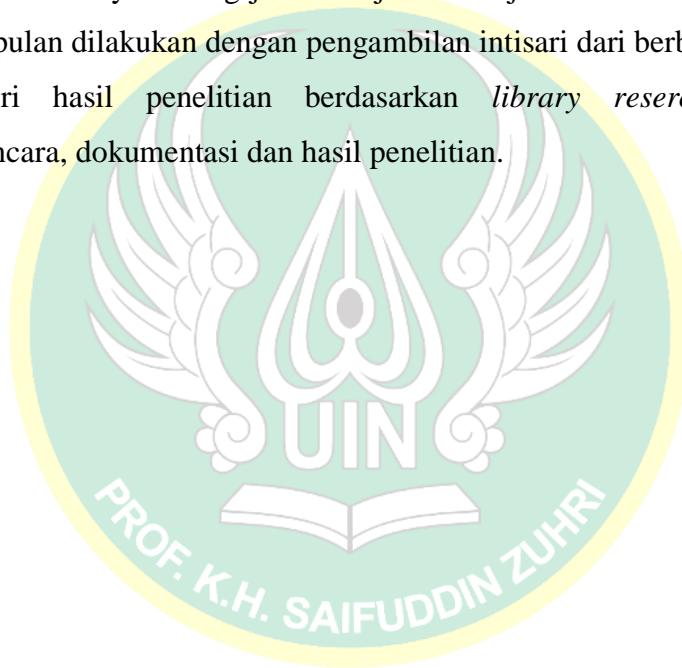 pulan dilakukan dengan pengambilan intisari dari berb
ri hasil penelitian berdasarkan library reser
ncara, dokumentasi dan hasil penelitian.
UIN
PROF. K.H. SAIFUDDIN ZUHRI